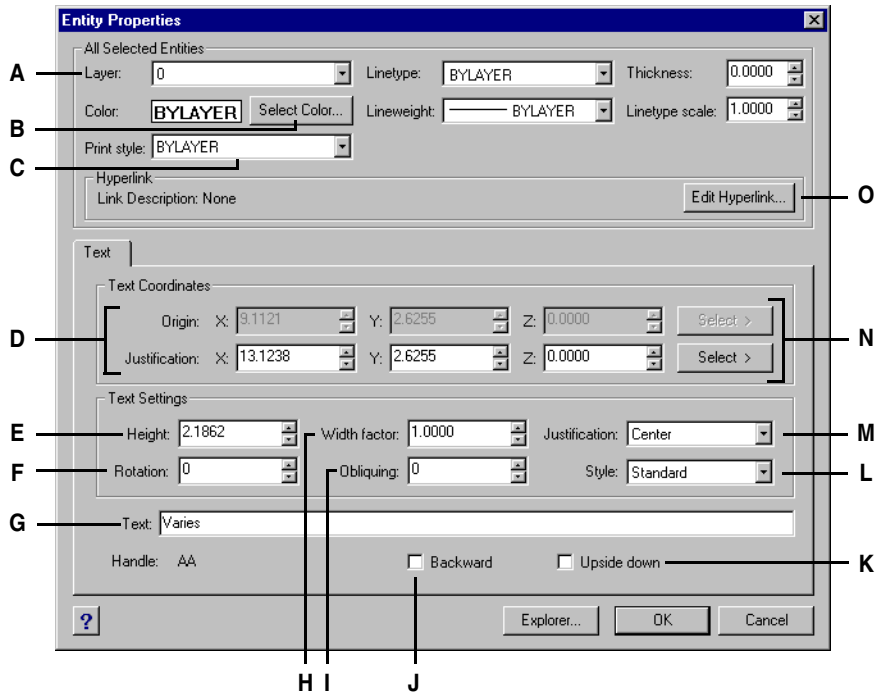 Entity Properties
All Selected Entities
A Layer: 0 Linetype: BYLAYER Thickness: 0.0000
Color: BYLAYER Select Color... Lineweight: BYLAYER Linetype scale: 1.0000
B
Print style: BYLAYER
C
Hyperlink
Link Description: None Edit Hyperlink... O
Text
Text Coordinates
Origin: X: 9.1121 Y: 2.6255 Z: 0.0000 Select >
D N
Justification: X: 13.1238 Y: 2.6255 Z: 0.0000 Select >
Text Settings
E Height: 2.1862 Width factor: 1.0000 Justification: Center M
F Rotation: 0 Obliquing: 0 Style: Standard L
G Text: Varies
Handle: AA Backward Upside down K
? Explorer... OK Cancel
H I J